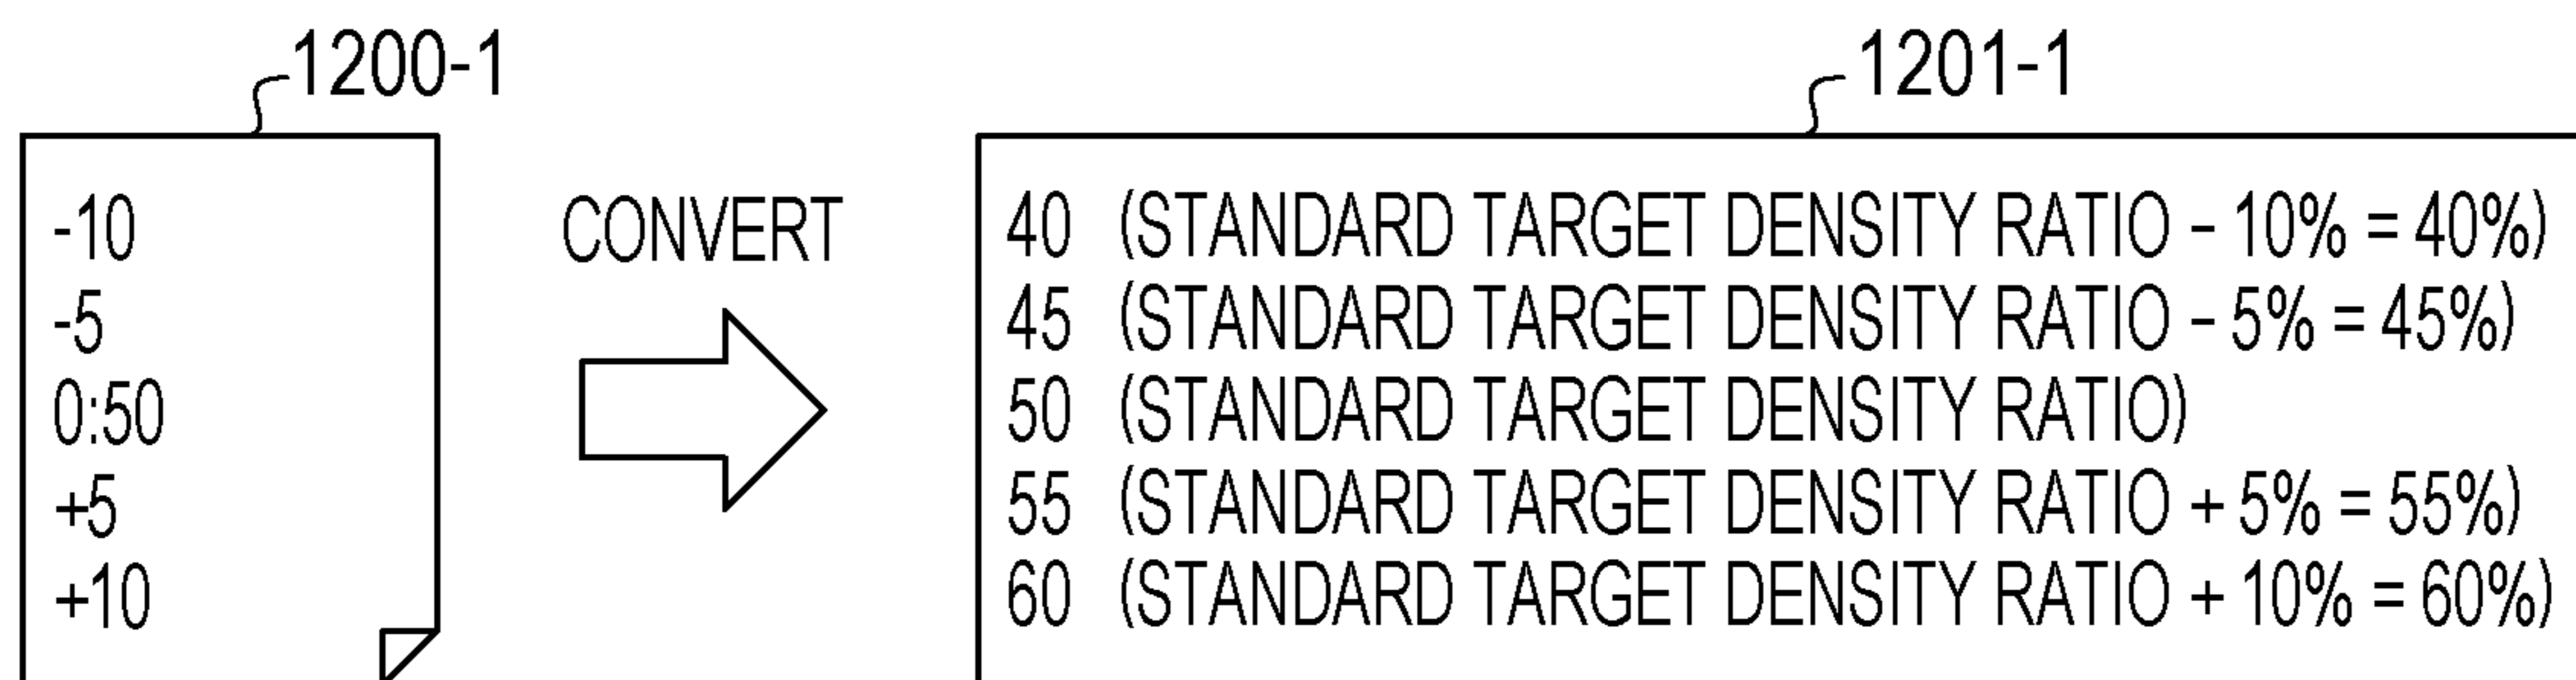 1200-1
1201-1
-10
-5
0:50
+5
+10
CONVERT
40 (STANDARD TARGET DENSITY RATIO - 10% = 40%)
45 (STANDARD TARGET DENSITY RATIO - 5% = 45%)
50 (STANDARD TARGET DENSITY RATIO)
55 (STANDARD TARGET DENSITY RATIO + 5% = 55%)
60 (STANDARD TARGET DENSITY RATIO + 10% = 60%)